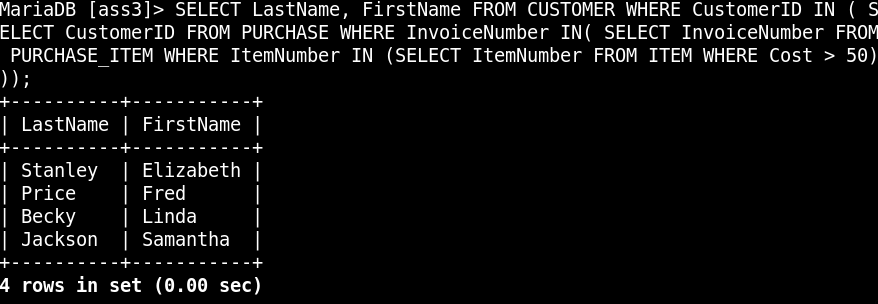 MariaDB [ass3]> SELECT LastName, FirstName FROM CUSTOMER WHERE CustomerID IN ( S
ELECT CustomerID FROM PURCHASE WHERE InvoiceNumber IN( SELECT InvoiceNumber FROM
 PURCHASE_ITEM WHERE ItemNumber IN (SELECT ItemNumber FROM ITEM WHERE Cost > 50)
));
+----------+-----------+
| LastName | FirstName |
+----------+-----------+
| Stanley  | Elizabeth |
| Price    | Fred      |
| Becky    | Linda     |
| Jackson  | Samantha  |
+----------+-----------+
4 rows in set (0.00 sec)